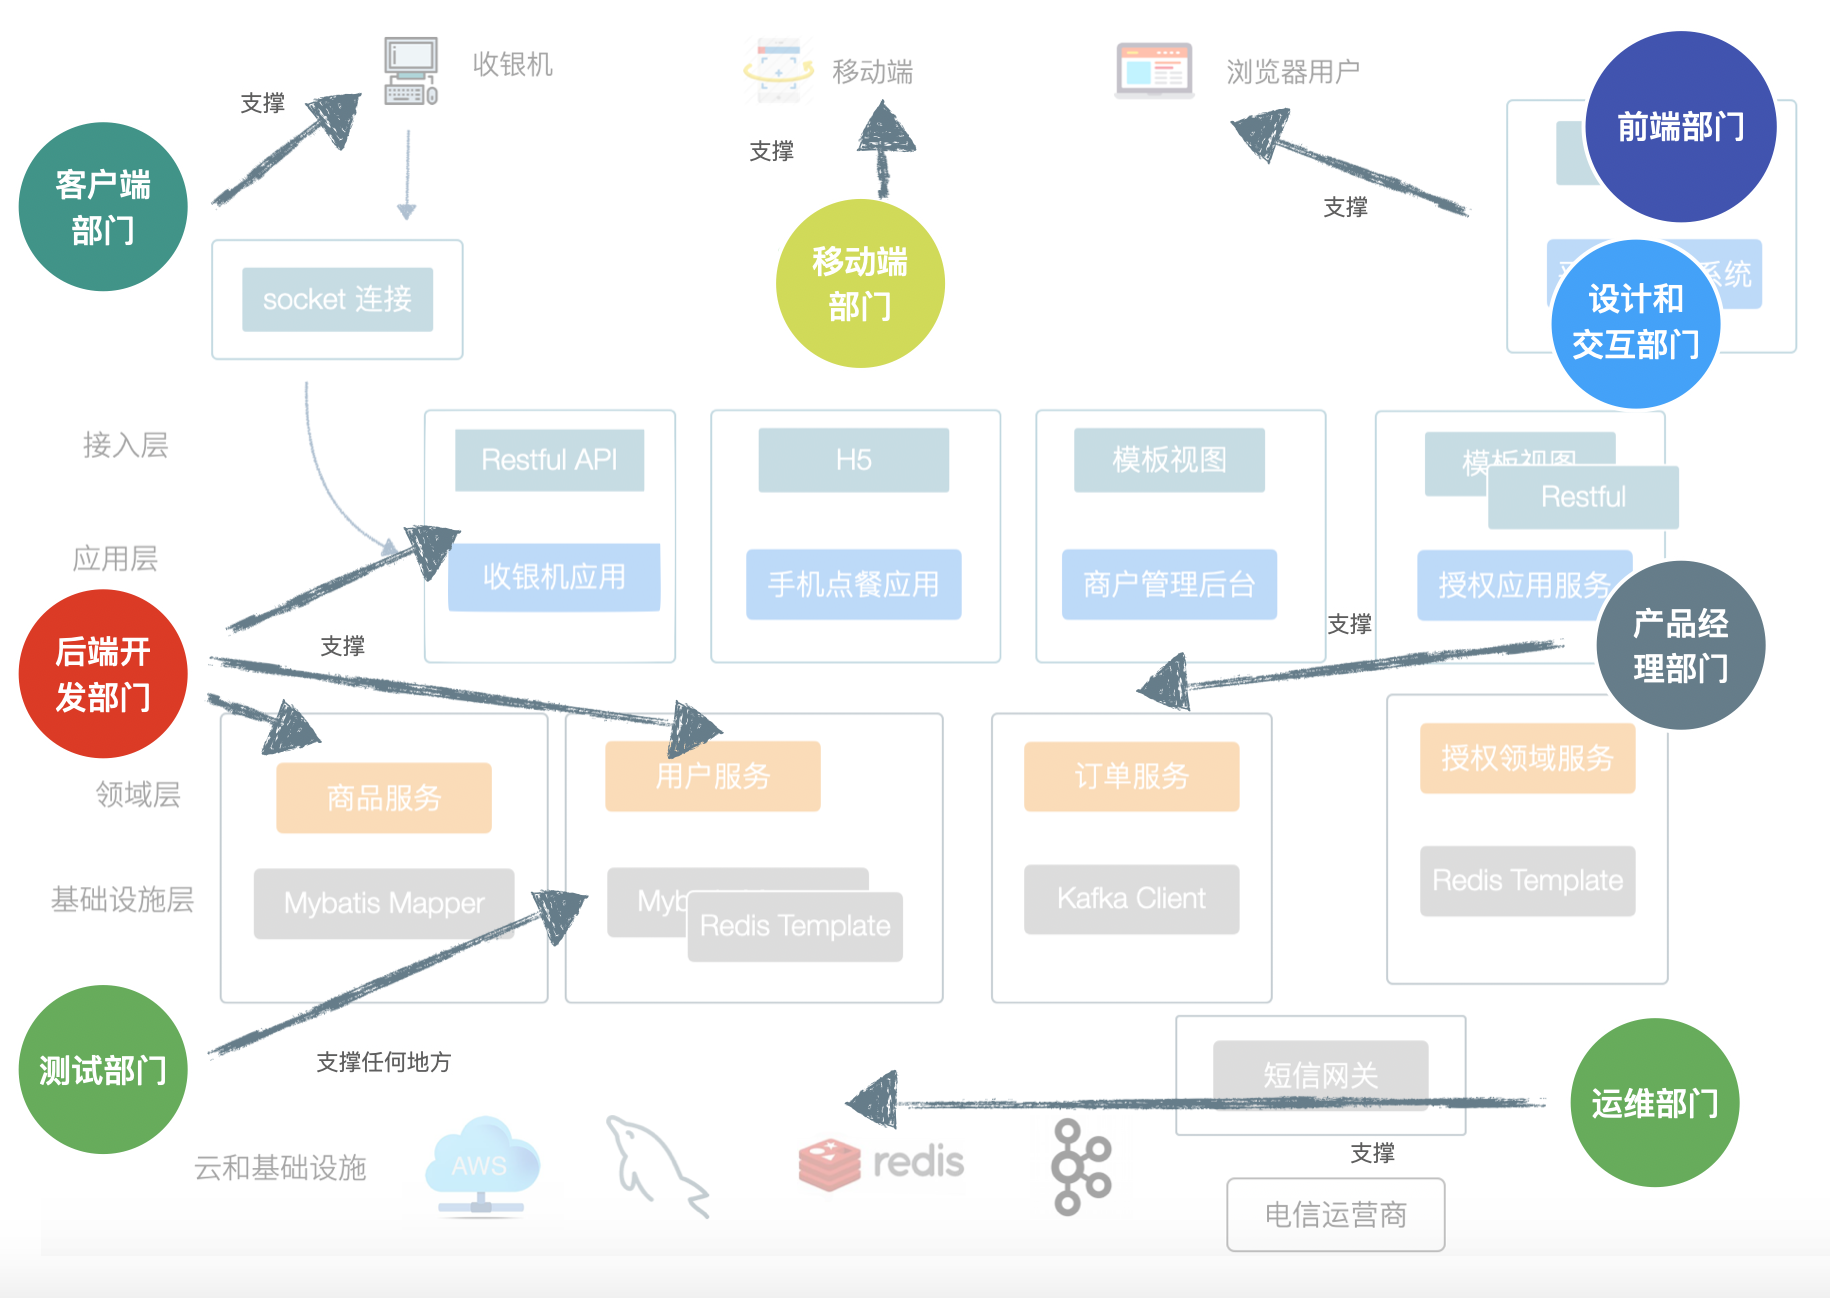 收银机
移动端
浏览器用户
支撑
前端部门
客户端
部门
支撑
支撑
移动端
部门
系统
设计和
交互部门
socket 连接
接入层
Restful API
H5
模板视图
模板视图
Restful
应用层
收银机应用
手机点餐应用
商户管理后台
授权应用服务
后端开
发部门
支撑
支撑
产品经
理部门
领域层
商品服务
用户服务
订单服务
授权领域服务
基础设施层
Mybatis Mapper
Myb
Redis Template
Kafka Client
Redis Template
测试部门
支撑任何地方
短信网关
运维部门
支撑
云和基础设施
AWS
redis
电信运营商